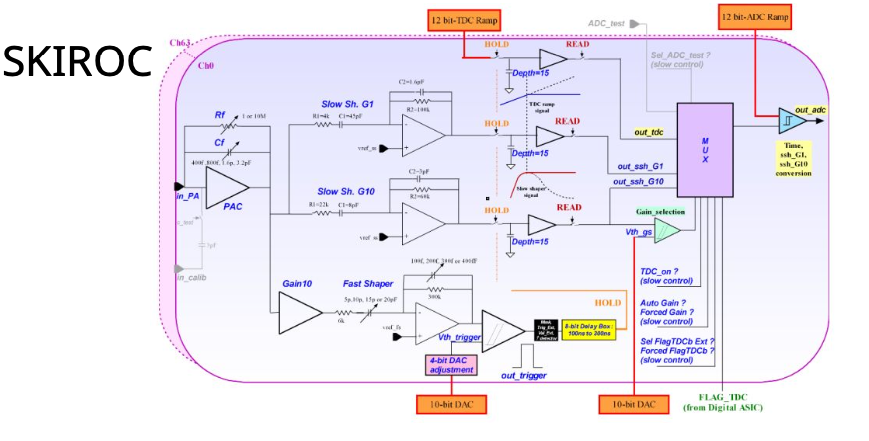 SKIROC
12 bit-TDC Ramp
12 bit-ADC Ramp
ADC_test
Ch63
Ch0
HOLD
READ
Sel_ADC_test ?
(slow control)
Depth=15
C2=1.6pF
R2=100k
TDC ramp
signal
Slow Sh. G1
R1=4k
C1=45pF
vref_ss
HOLD
READ
Depth=15
out_tdc
out_ssh_G1
out_ssh_G10
M
U
X
out_adc
Time,
ssh_G1,
ssh_G10
conversion
Rf
1 or 10M
Cf
400f, 800f, 1.6p, 3.2pF
in_PA
PAC
Slow shaper
signal
Slow Sh. G10
R1=22k
C1=8pF
C2=3pF
R2=60k
vref_ss
HOLD
READ
Depth=15
Gain_selection
Vth_gs
in_calib
TDC_on ?
(slow control)
Auto Gain ?
Forced Gain ?
(slow control)
Sel FlagTDCb Ext ?
Forced FlagTDCb ?
(slow control)
100f, 200f, 300f or 400fF
300k
Gain10
Fast Shaper
5p,10p, 15p or 20pF
6k
vref_fs
HOLD
8-bit Delay Box:
100ns to 300ns
Vth_trigger
4-bit DAC
adjustment
out_trigger
10-bit DAC
10-bit DAC
FLAG_TDC
(from Digital ASIC)